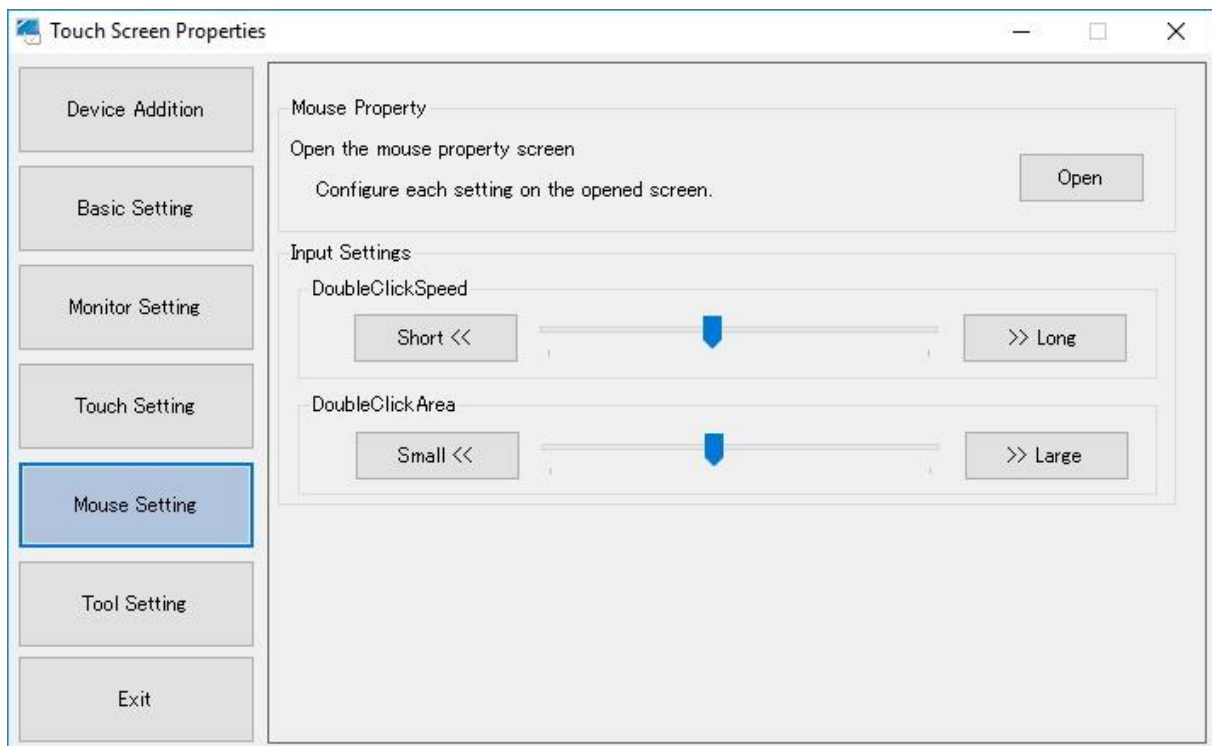 Touch Screen Properties
Device Addition
Basic Setting
Monitor Setting
Touch Setting
Mouse Setting
Tool Setting
Exit
Mouse Property
Open the mouse property screen
Configure each setting on the opened screen.
Open
Input Settings
DoubleClickSpeed
Short <<
>> Long
DoubleClickArea
Small <<
>> Large